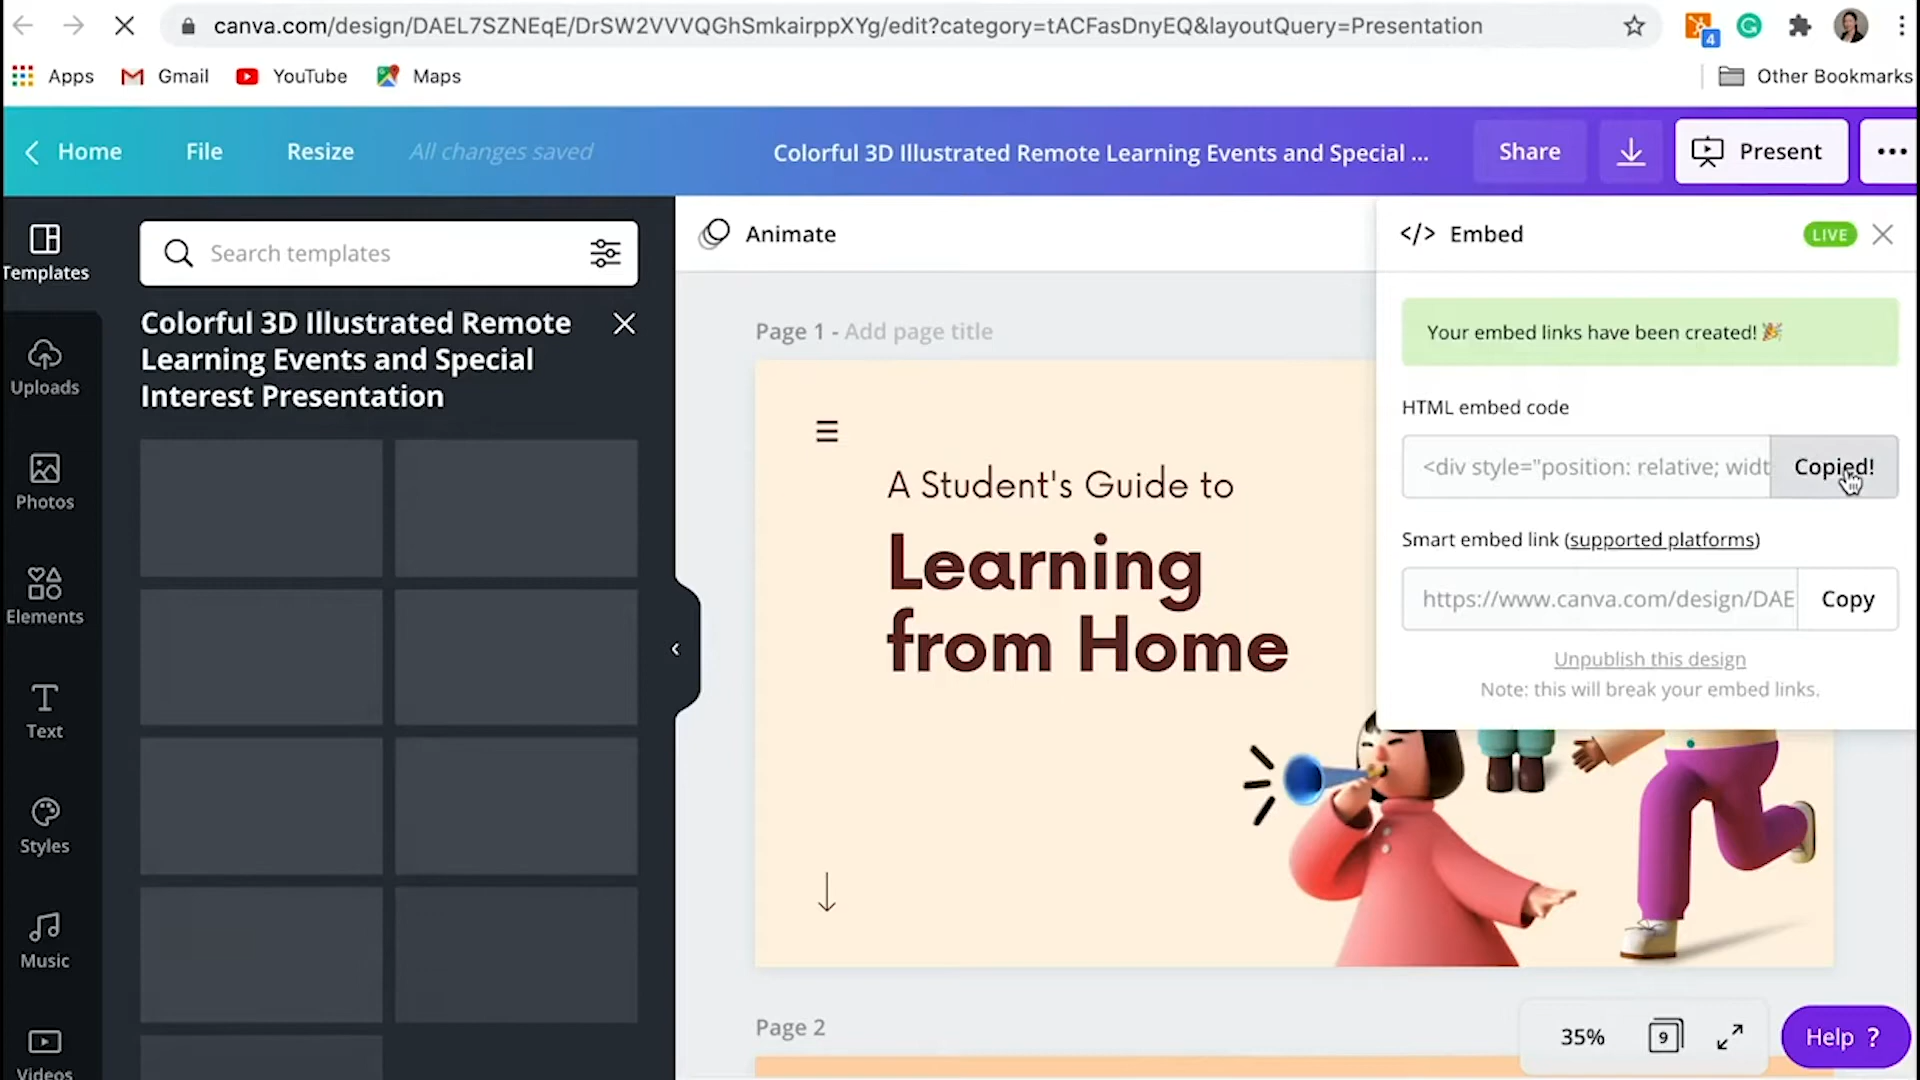 canva.com/design/DAEL7SZNEqE/DrSW2VVVQGhSmkairppXYg/edit?category=tACFasDnyEQ&layoutQuery=Presentation
4
Apps
Gmail
YouTube
Maps
Other Bookmarks
Home
File
Resize
All changes saved
Colorful 3D Illustrated Remote Learning Events and Special ...
Share
Present
Templates
Uploads
Photos
Elements
Text
Styles
Music
Videos
Search templates
Colorful 3D Illustrated Remote
Learning Events and Special
Interest Presentation
Animate
Page 1 - Add page title
A Student's Guide to
Learning
from Home
Page 2
</> Embed
LIVE
Your embed links have been created! 🎉
HTML embed code
<div style="position: relative; widt
Copied!
Smart embed link (supported platforms)
https://www.canva.com/design/DAE
Copy
Unpublish this design
Note: this will break your embed links.
35%
9
Help ?